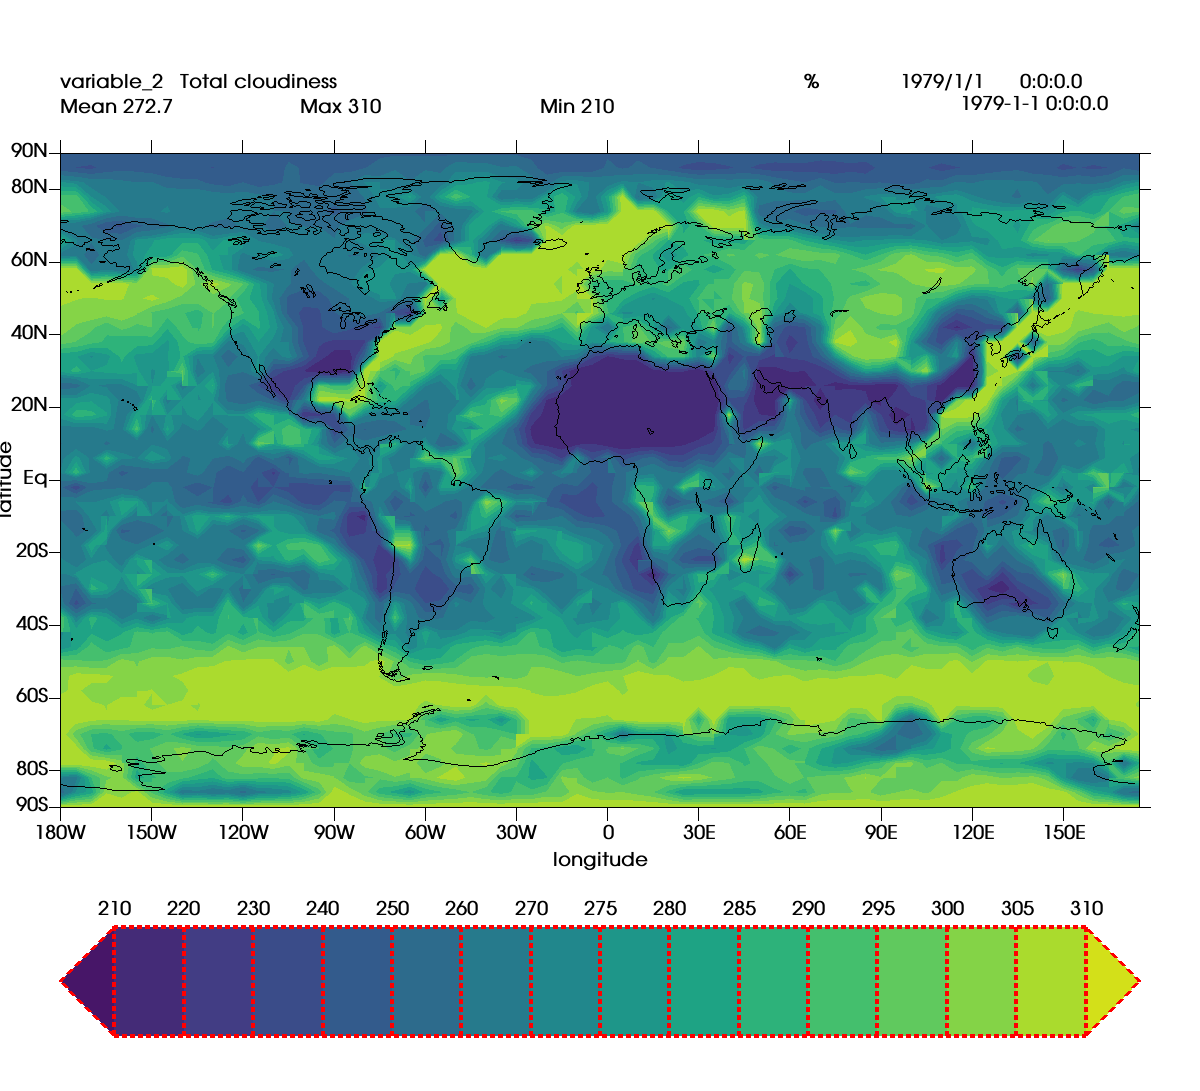 variable_2 Total cloudiness % 1979/1/1 0:0:0.0
Mean 272.7 Max 310 Min 210 1979-1-1 0:0:0.0
90N
80N
60N
40N
20N
Eq
20S
40S
60S
80S
90S
latitude
180W 150W 120W 90W 60W 30W 0 30E 60E 90E 120E 150E
longitude
210 220 230 240 250 260 270 275 280 285 290 295 300 305 310